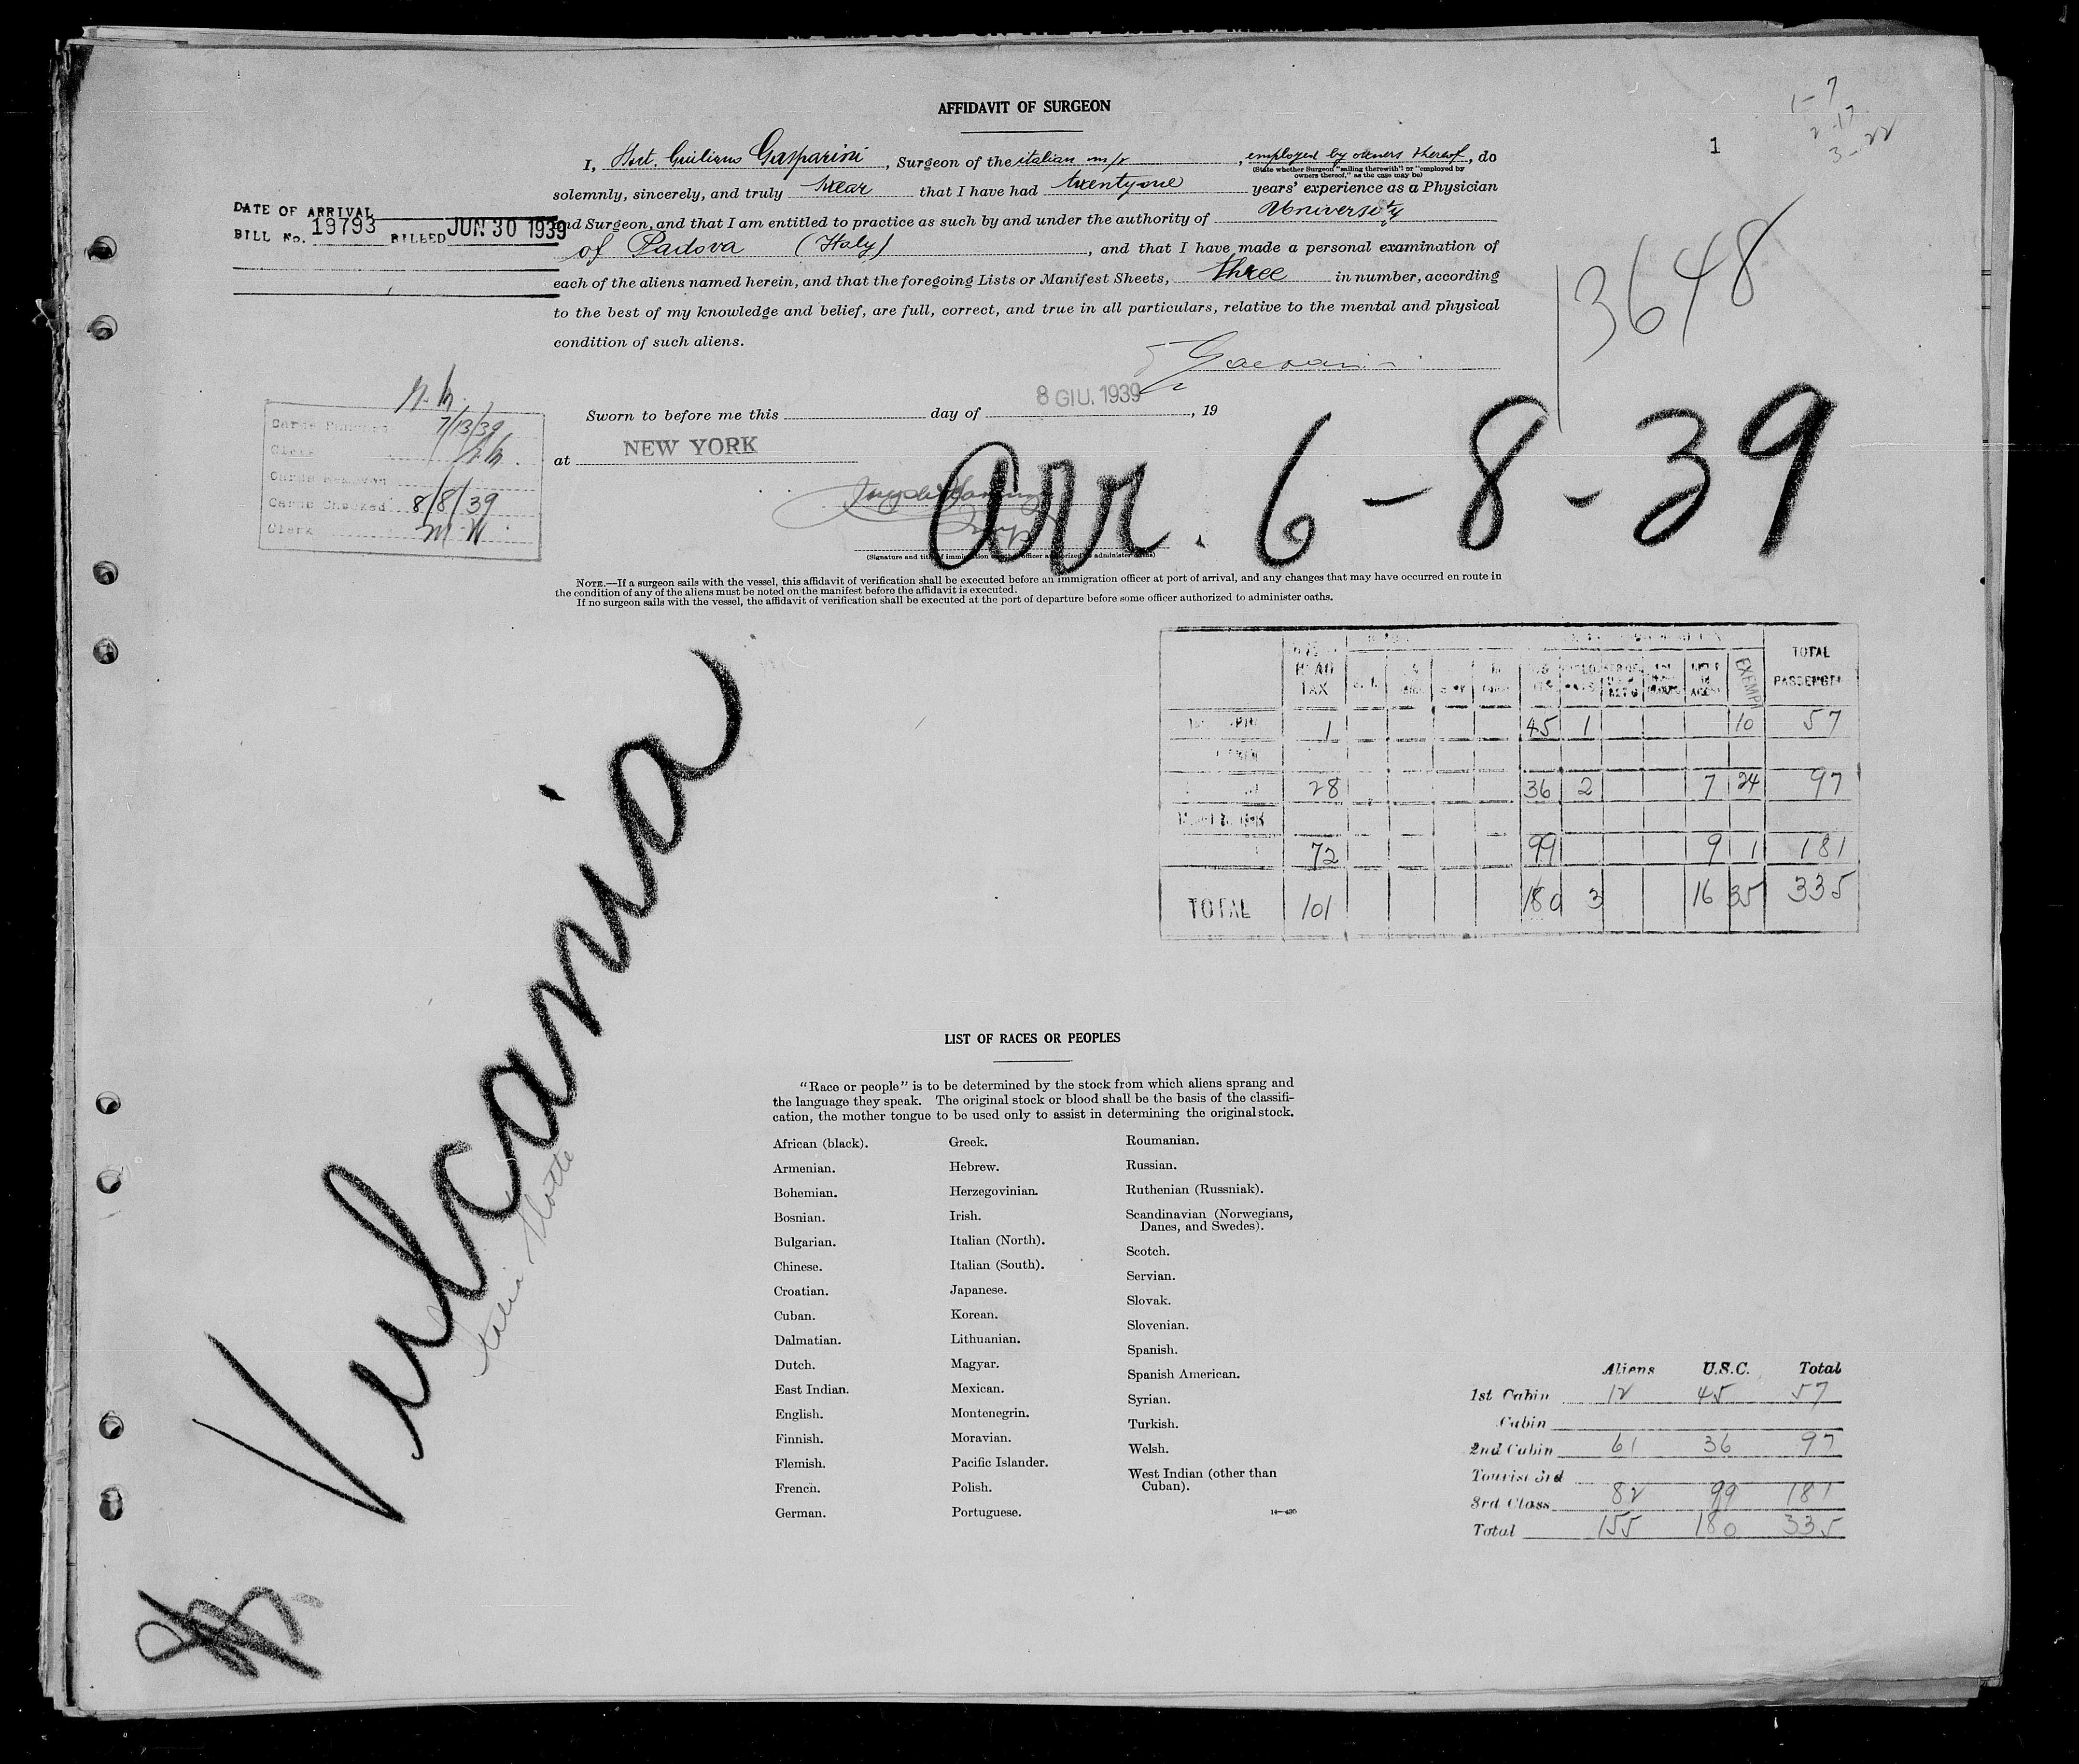 AFFIDAVIT OF SURGEON
1
1-7
2-17
3-22
I, Dott. Giuliano Gasparini, Surgeon of the italian m/v, employed by owners thereof, do
(State whether Surgeon "sailing therewith" or "employed by owners thereof," as the case may be)
solemnly, sincerely, and truly swear that I have had twentyone years' experience as a Physician
and Surgeon, and that I am entitled to practice as such by and under the authority of University
of Padova (Italy), and that I have made a personal examination of
each of the aliens named herein, and that the foregoing Lists or Manifest Sheets, three in number, according
to the best of my knowledge and belief, are full, correct, and true in all particulars, relative to the mental and physical
condition of such aliens.
DATE OF ARRIVAL
BILL No. 19793 BILLED JUN 30 1939
13648
Sworn to before me this day of 8 GIU. 1939, 19
at NEW YORK
arr. 6-8-39
Cards Punched 7/13/39
Clerk
Cards Checked 8/8/39
Clerk M.W.
(Signature and title of immigration officer authorized to administer oaths)
NOTE.—If a surgeon sails with the vessel, this affidavit of verification shall be executed before an immigration officer at port of arrival, and any changes that may have occurred en route in
the condition of any of the aliens must be noted on the manifest before the affidavit is executed.
If no surgeon sails with the vessel, the affidavit of verification shall be executed at the port of departure before some officer authorized to administer oaths.
HEAD TAX EXEMPT TOTAL PASSENGER
1 45 1 10 57
28 36 2 7 24 97
72 99 9 1 181
TOTAL 101 180 3 16 35 335
Vulcania
LIST OF RACES OR PEOPLES
"Race or people" is to be determined by the stock from which aliens sprang and
the language they speak. The original stock or blood shall be the basis of the classifi-
cation, the mother tongue to be used only to assist in determining the original stock.
African (black).
Armenian.
Bohemian.
Bosnian.
Bulgarian.
Chinese.
Croatian.
Cuban.
Dalmatian.
Dutch.
East Indian.
English.
Finnish.
Flemish.
French.
German.
Greek.
Hebrew.
Herzegovinian.
Irish.
Italian (North).
Italian (South).
Japanese.
Korean.
Lithuanian.
Magyar.
Mexican.
Montenegrin.
Moravian.
Pacific Islander.
Polish.
Portuguese.
Roumanian.
Russian.
Ruthenian (Russniak).
Scandinavian (Norwegians,
Danes, and Swedes).
Scotch.
Servian.
Slovak.
Slovenian.
Spanish.
Spanish American.
Syrian.
Turkish.
Welsh.
West Indian (other than
Cuban).
Aliens U.S.C. Total
1st Cabin 12 45 57
Cabin
2nd Cabin 61 36 97
Tourist 3rd
3rd Class 82 99 181
Total 155 180 335